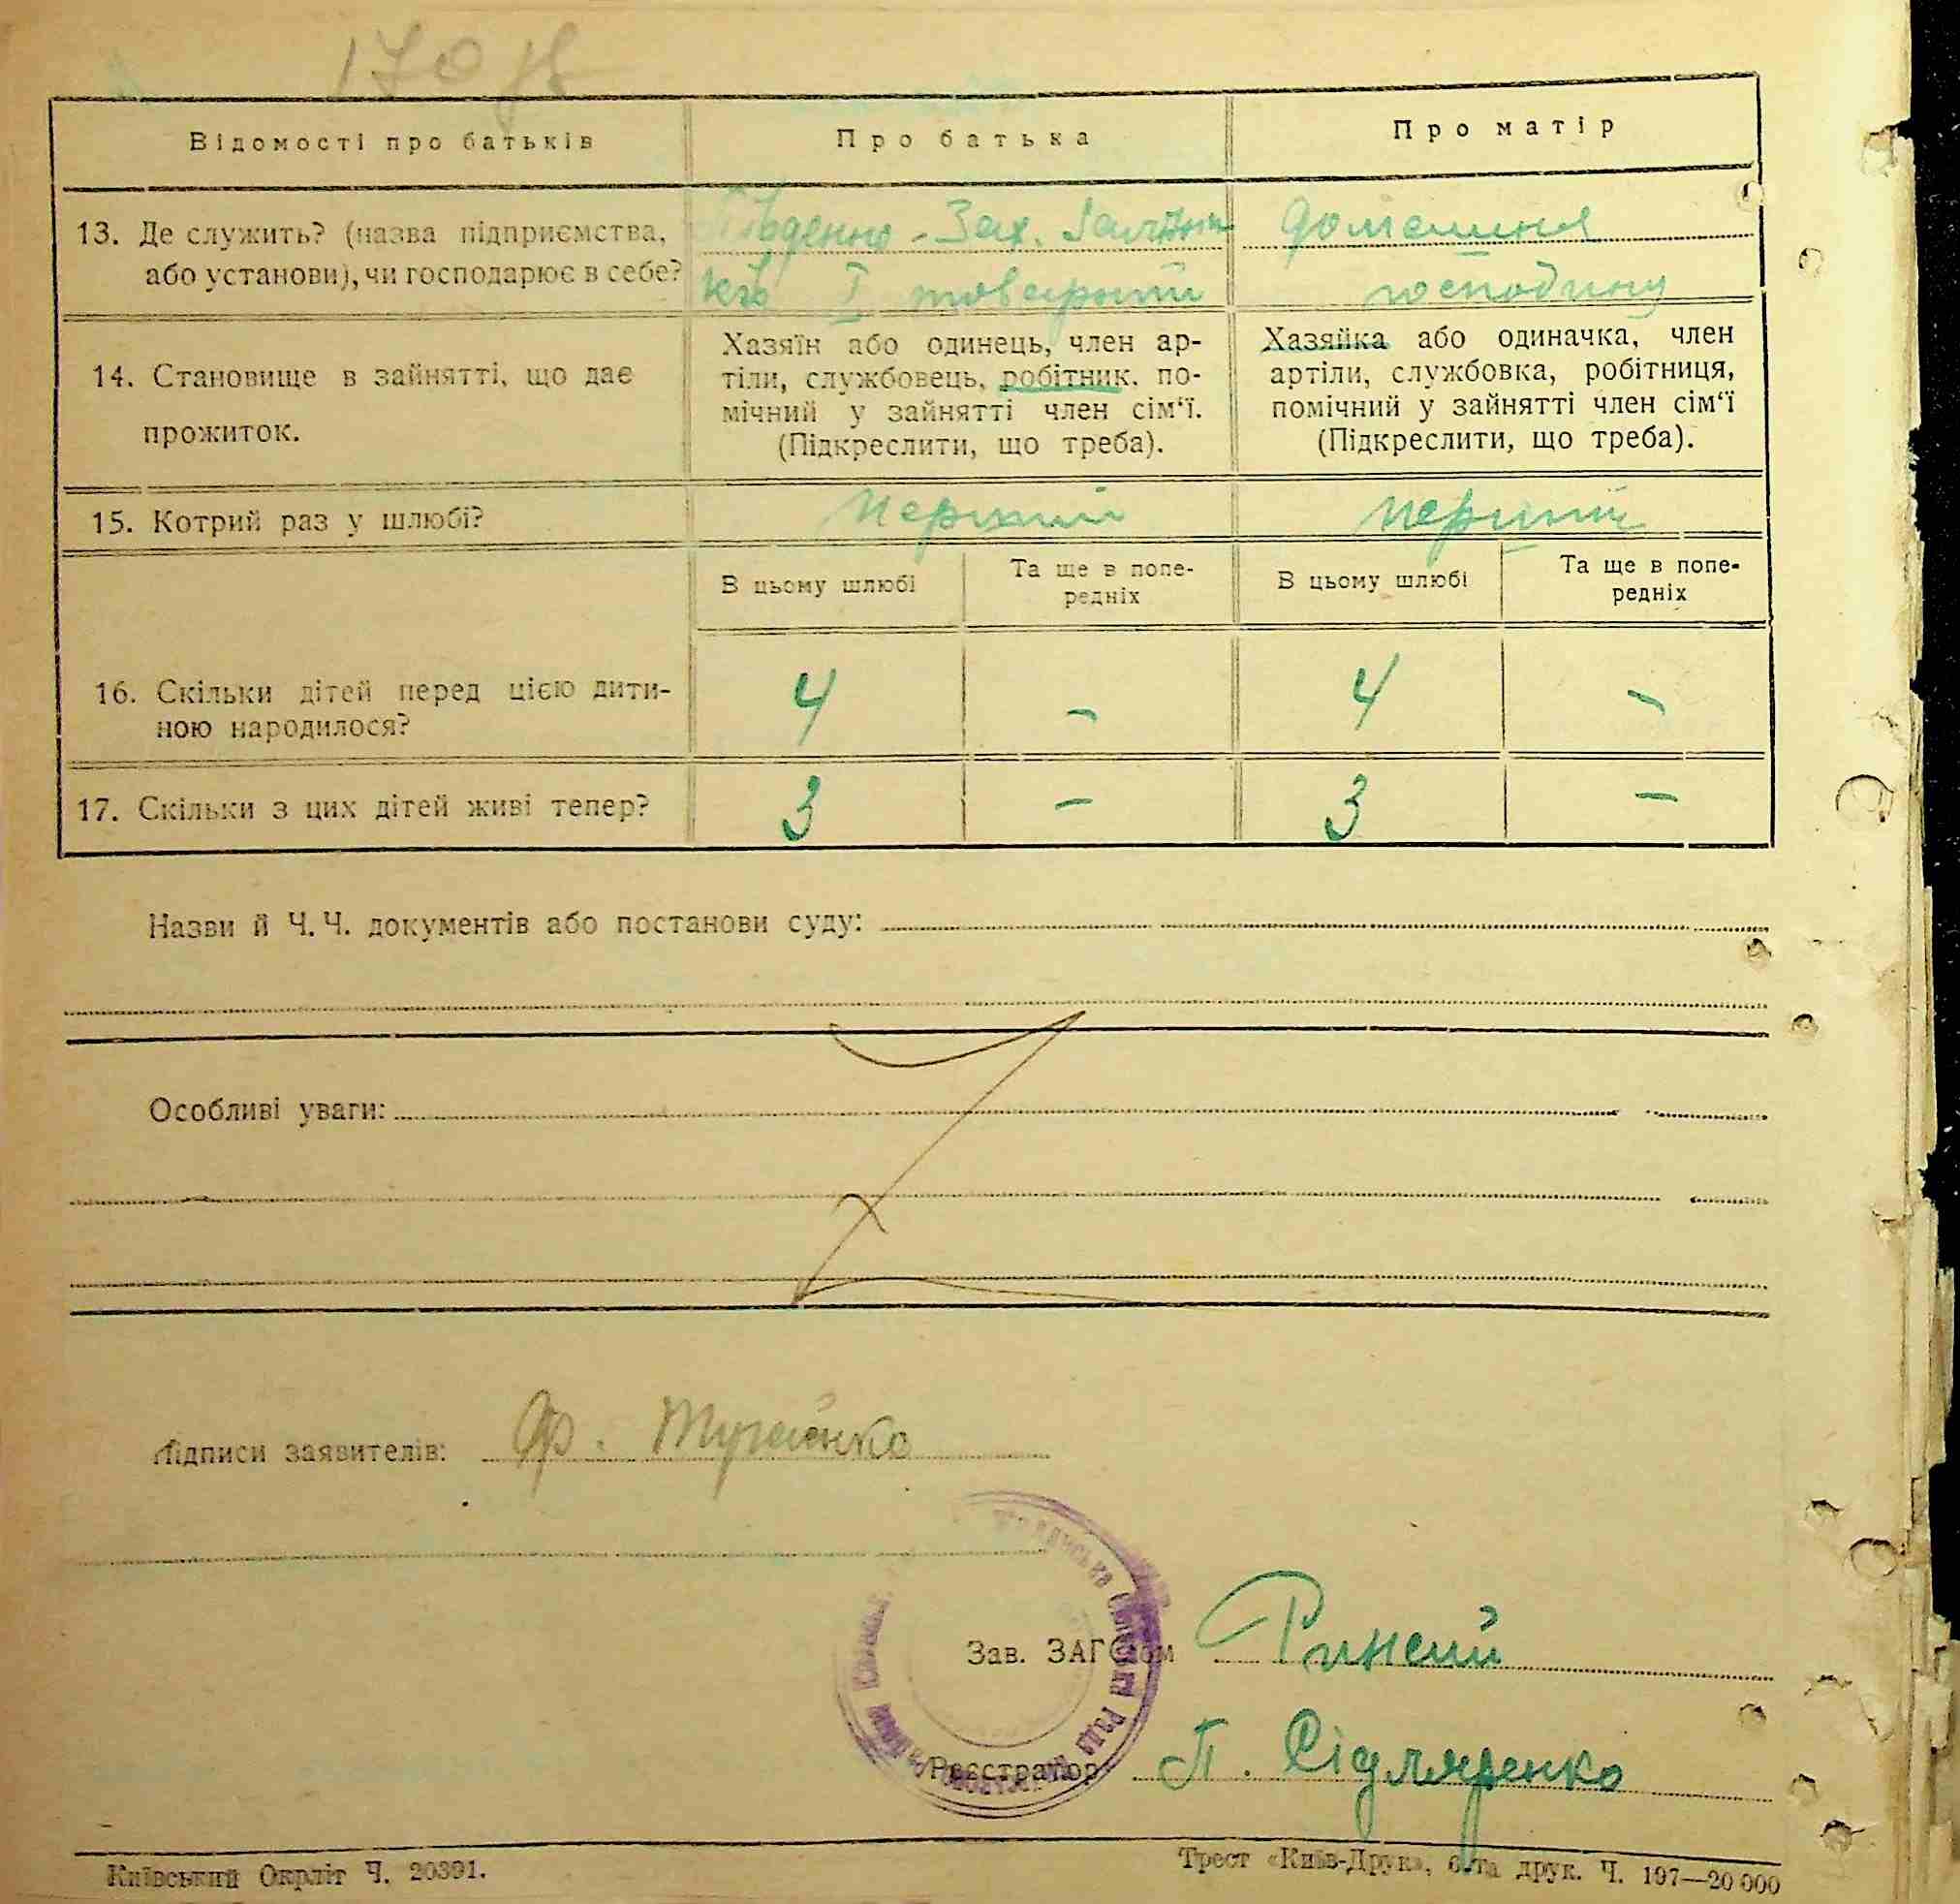 170
Відомості про батьків
Про батька
Про матір
13. Де служить? (назва підприємства,
або установи), чи господарює в себе?
Південно-Зах. Залізн
Київ I товарний
домашня
господиня
14. Становище в зайнятті, що дає
прожиток.
Хазяїн або одинець, член ар-
тілі, службовець, робітник, по-
мічний у зайнятті член сім‘ї.
(Підкреслити, що треба).
Хазяйка або одиначка, член
артілі, службовка, робітниця,
помічний у зайнятті член сім‘ї
(Підкреслити, що треба).
15. Котрий раз у шлюбі?
перший
перший
В цьому шлюбі
Та ще в попе-
редніх
В цьому шлюбі
Та ще в попе-
редніх
16. Скільки дітей перед цією дити-
ною народилося?
4 - 4 -
17. Скільки з цих дітей живі тепер?
3 - 3 -
Назви й Ч. Ч. документів або постанови суду:
Особливі уваги:
Підписи заявителів: Ф.
Зав. ЗАГСом
Реєстратор П. Сідляренко
Київський Окрліт Ч. 20391.
Трест «Київ-Друк», 6-та друк. Ч. 197—20 000